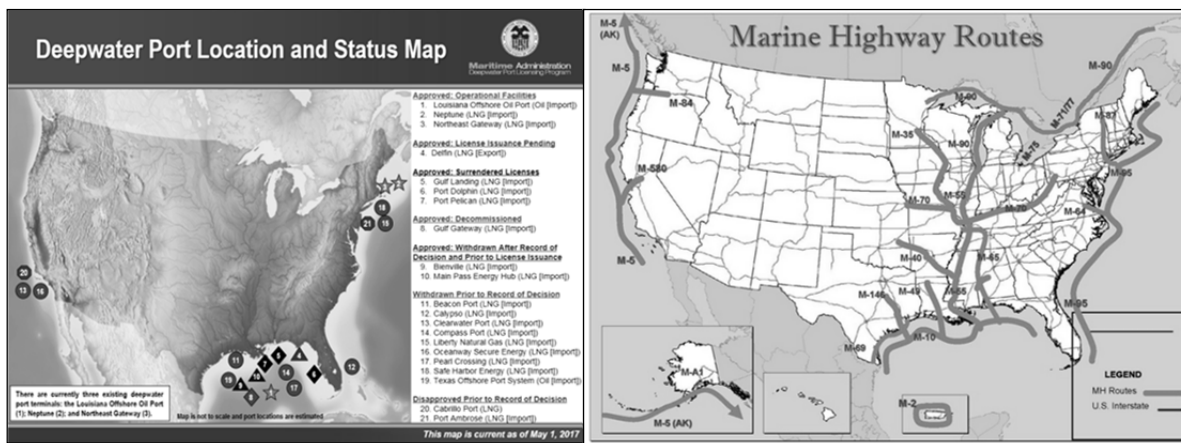 Deepwater Port Location and Status Map
Maritime Administration
Deepwater Port Licensing Program
Approved: Operational Facilities
1. Louisiana Offshore Oil Port (Oil [Import])
2. Neptune (LNG [Import])
3. Northeast Gateway (LNG [Import])
Approved: License Issuance Pending
4. Delfin (LNG [Export])
Approved: Surrendered Licenses
5. Gulf Landing (LNG [Import])
6. Port Dolphin (LNG [Import])
7. Port Pelican (LNG [Import])
Approved: Decommissioned
8. Gulf Gateway (LNG [Import])
Approved: Withdrawn After Record of
Decision and Prior to License Issuance
9. Bienville (LNG [Import])
10. Main Pass Energy Hub (LNG [Import])
Withdrawn Prior to Record of Decision
11. Beacon Port (LNG [Import])
12. Calypso (LNG [Import])
13. Clearwater Port (LNG [Import])
14. Compass Port (LNG [Import])
15. Liberty Natural Gas (LNG [Import])
16. Oceanway Secure Energy (LNG [Import])
17. Pearl Crossing (LNG [Import])
18. Safe Harbor Energy (LNG [Import])
19. Texas Offshore Port System (Oil [Import])
Disapproved Prior to Record of Decision
20. Cabrillo Port (LNG)
21. Port Ambrose (LNG [Import])
18
21
15
20
13
16
11
12
14
19
17
There are currently three existing deepwater
port terminals: the Louisiana Offshore Oil Port
(1); Neptune (2); and Northeast Gateway (3).
Map is not to scale and port locations are estimated.
This map is current as of May 1, 2017
Marine Highway Routes
M-5
(AK)
M-5
M-84
M-580
M-5
M-90
M-90
M-71/77
M-87
M-35
M-90
M-75
M-95
M-55
M-70
M-70
M-64
M-40
M-65
M-49
M-55
M-146
M-95
M-10
M-69
M-A1
M-5 (AK)
M-2
LEGEND
MH Routes
U.S. Interstate